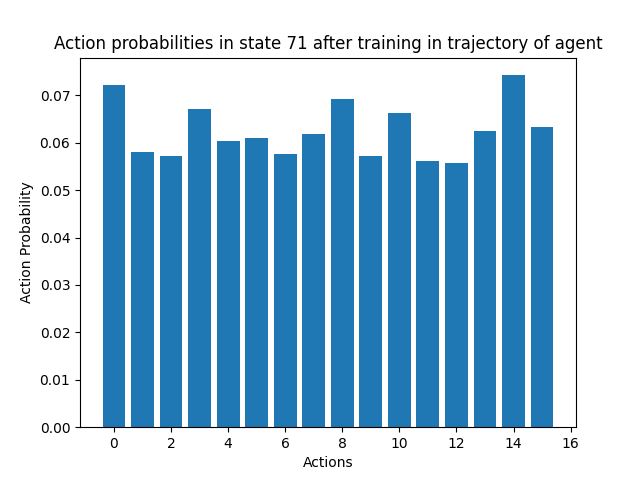 Action probabilities in state 71 after training in trajectory of agent
0.07
0.06
0.05
0.04
0.03
0.02
0.01
0.00
Action Probability
0 2 4 6 8 10 12 14 16
Actions